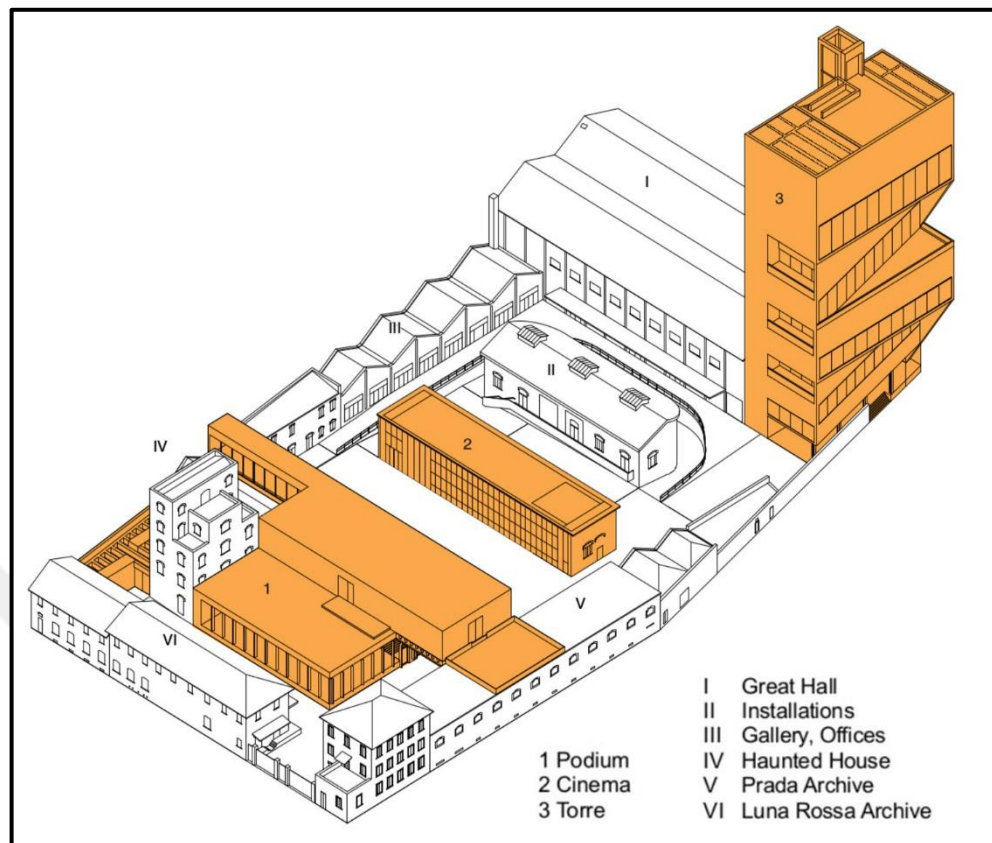 I
3
III
II
2
IV
1
V
VI
1 Podium
2 Cinema
3 Torre
I Great Hall
II Installations
III Gallery, Offices
IV Haunted House
V Prada Archive
VI Luna Rossa Archive